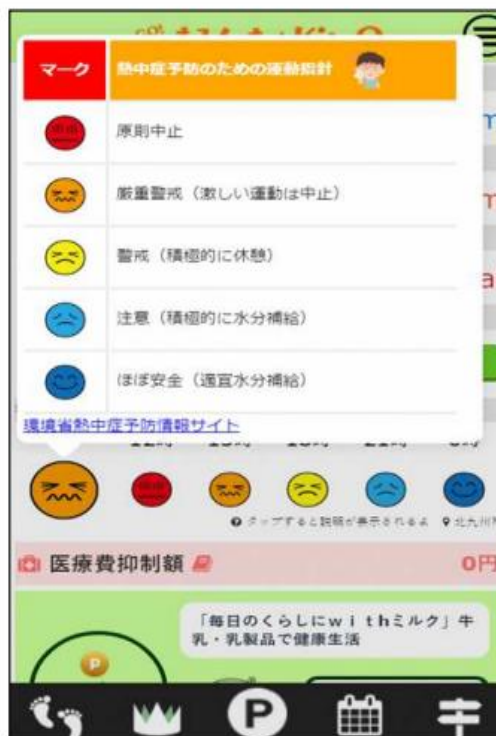 マーク 熱中症予防のための運動指針
原則中止
厳重警戒（激しい運動は中止）
警戒（積極的に休憩）
注意（積極的に水分補給）
ほぼ安全（適宜水分補給）
環境省熱中症予防情報サイト
タップすると説明が表示されるよ 北九州
医療費抑制額 0円
「毎日のくらしにｗｉｔｈミルク」牛
乳・乳製品で健康生活
P
P